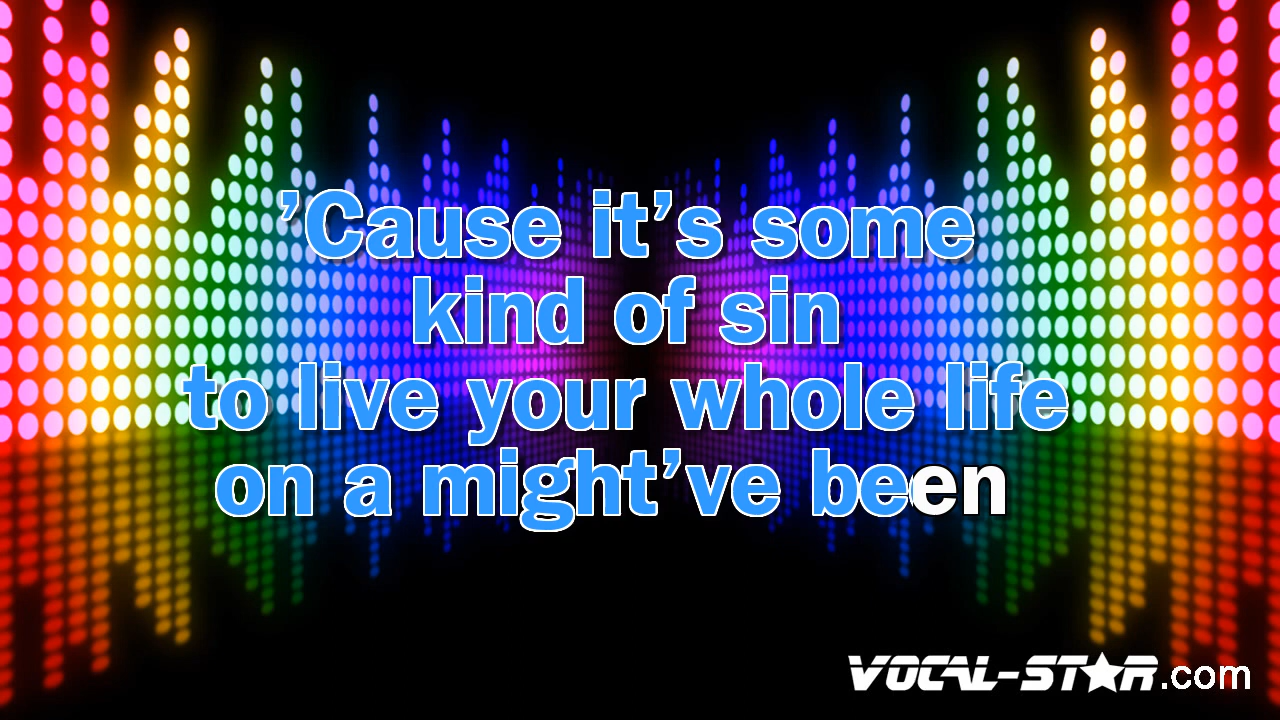 ’Cause it’s some
kind of sin
to live your whole life
on a might’ve been
VOCAL-STAR.com